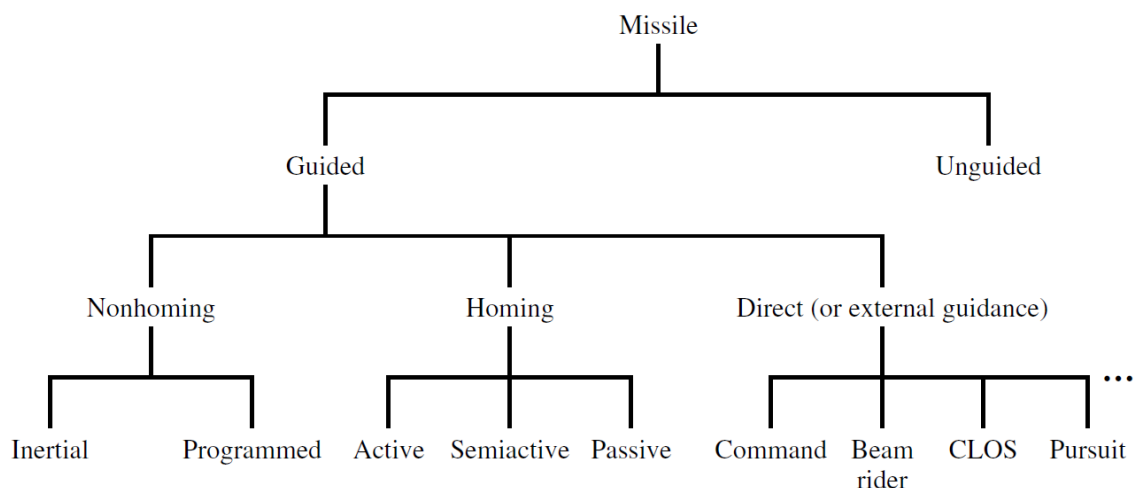 Missile
Guided Unguided
Nonhoming Homing Direct (or external guidance)
...
Inertial Programmed Active Semiactive Passive Command Beam CLOS Pursuit
rider